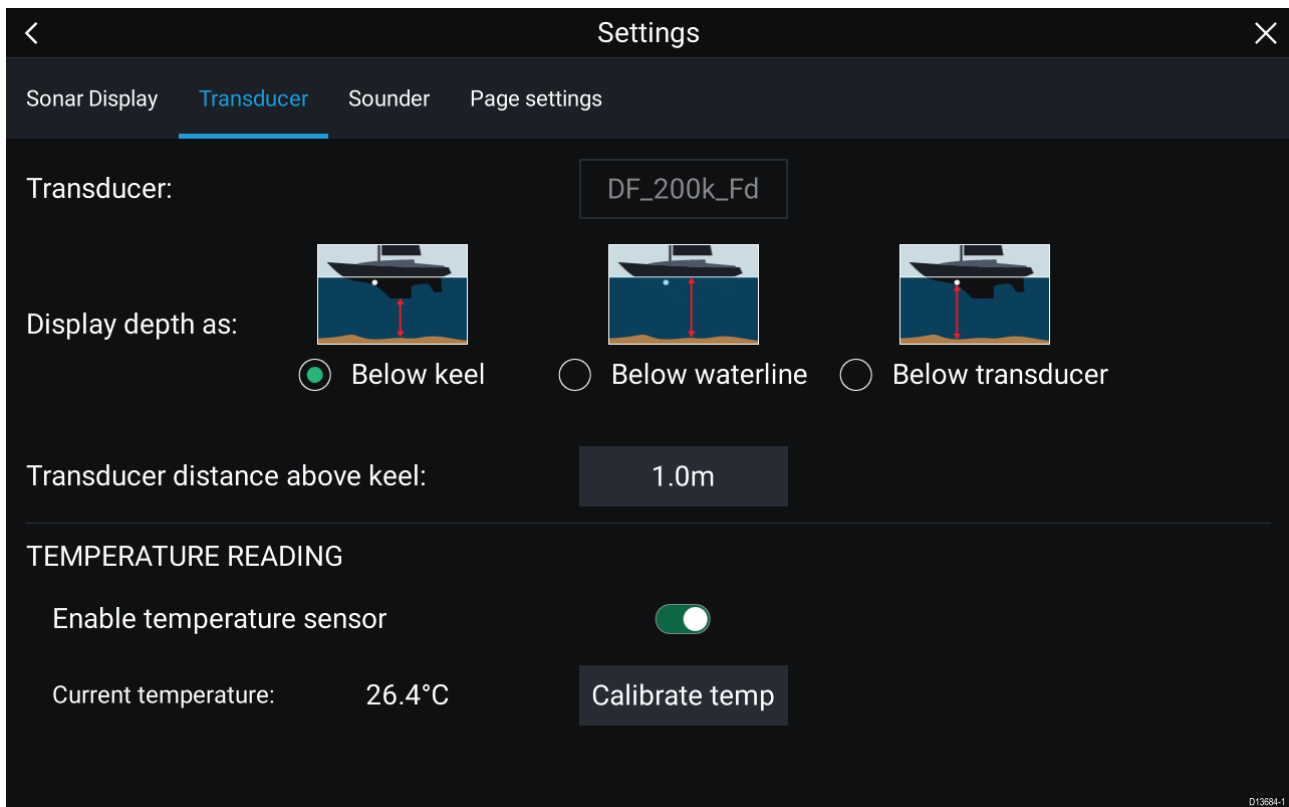 Settings
Sonar Display Transducer Sounder Page settings
Transducer: DF_200k_Fd
Display depth as:
Below keel Below waterline Below transducer
Transducer distance above keel: 1.0m
TEMPERATURE READING
Enable temperature sensor
Current temperature: 26.4°C Calibrate temp
D13684-1